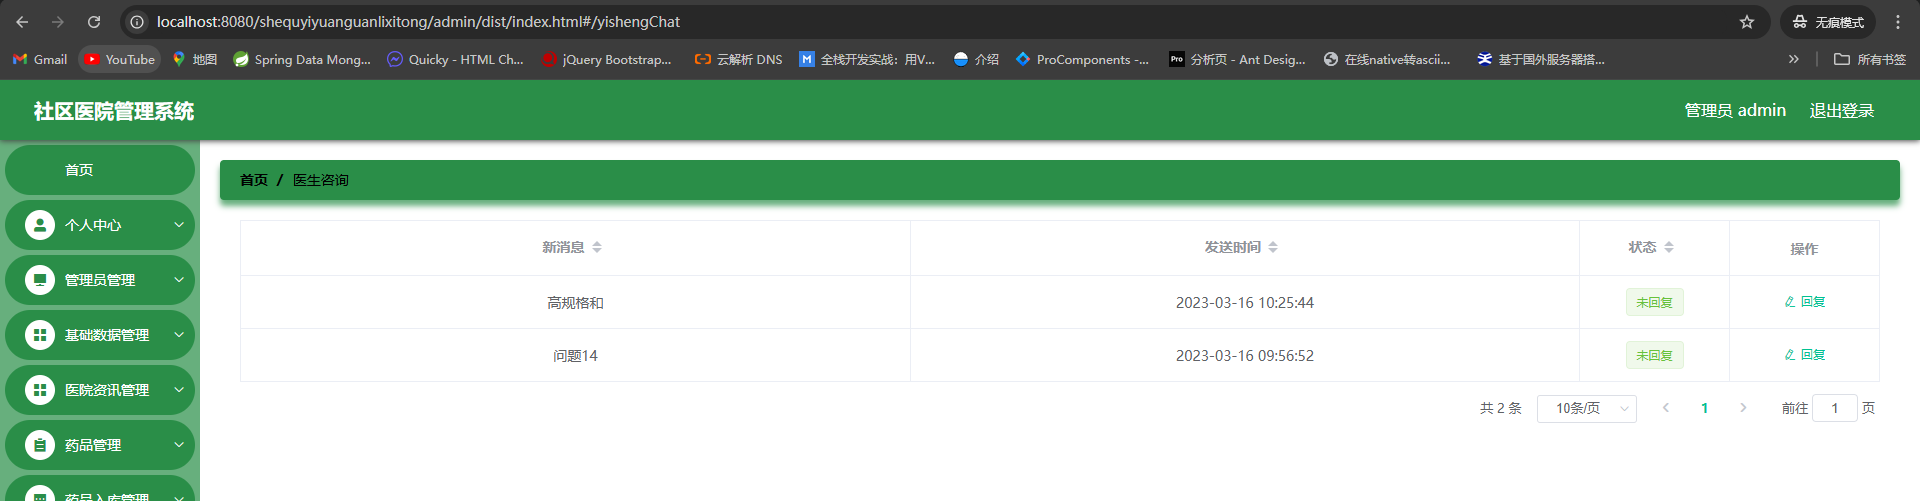 localhost:8080/shequyiyuanguanlixitong/admin/dist/index.html#/yishengChat
无痕模式
Gmail YouTube 地图 Spring Data Mong... Quicky - HTML Ch... jQuery Bootstrap... 云解析 DNS M 全栈开发实战：用V... 介绍 ProComponents -... Pro 分析页 - Ant Desig... 在线native转ascii... 基于国外服务器搭... 所有书签
社区医院管理系统 管理员 admin 退出登录
首页
个人中心
管理员管理
基础数据管理
医院资讯管理
药品管理
药品入库管理
首页 / 医生咨询
新消息 发送时间 状态 操作
高规格和 2023-03-16 10:25:44 未回复 回复
问题14 2023-03-16 09:56:52 未回复 回复
共 2 条 10条/页 1 前往 1 页